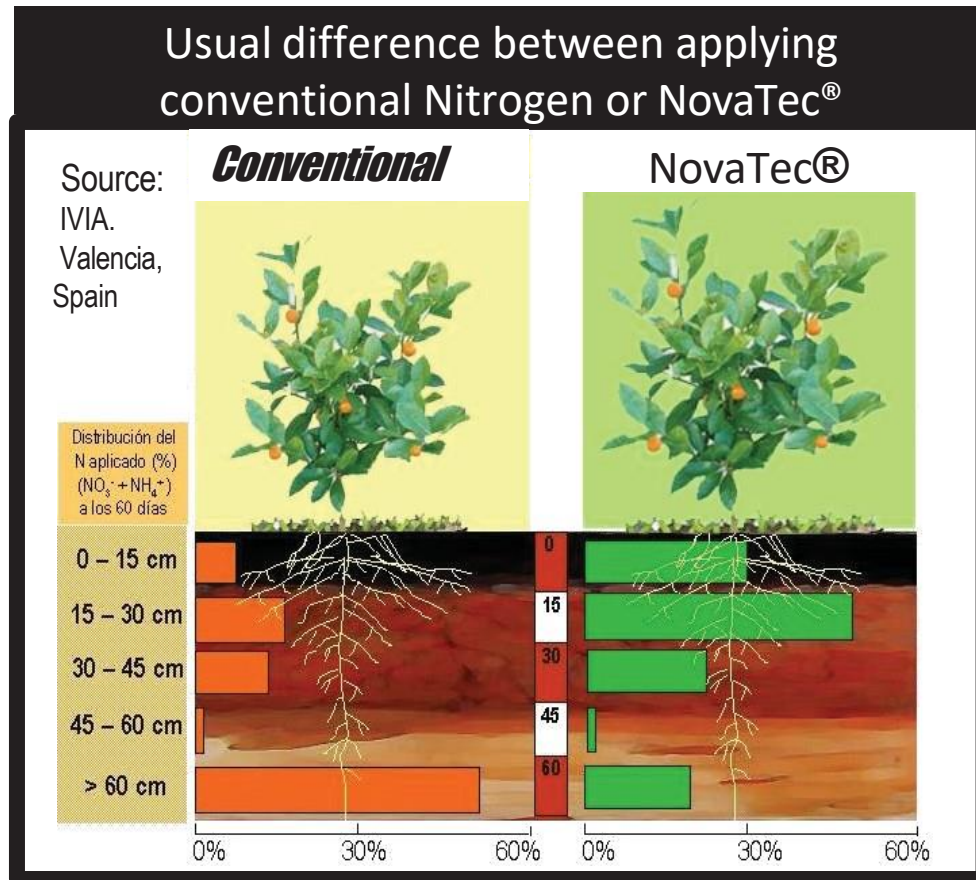 Usual difference between applying
conventional Nitrogen or NovaTec®
Source:
IVIA.
Valencia,
Spain
Conventional
NovaTec®
Distribución del
N aplicado (%)
(NO₃⁻ + NH₄⁺)
a los 60 días
0 – 15 cm
15 – 30 cm
30 – 45 cm
45 – 60 cm
> 60 cm
0
15
30
45
60
0% 30% 60%
0% 30% 60%